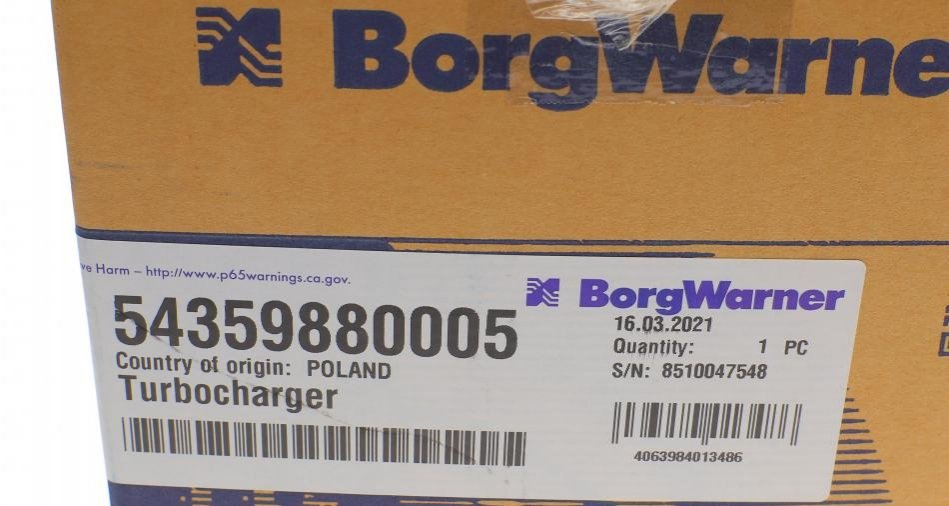 BorgWarne
ve Harm – http://www.p65warnings.ca.gov.
BorgWarner
54359880005
16.03.2021
Country of origin: POLAND
Quantity: 1 PC
Turbocharger
S/N: 8510047548
4063984013486